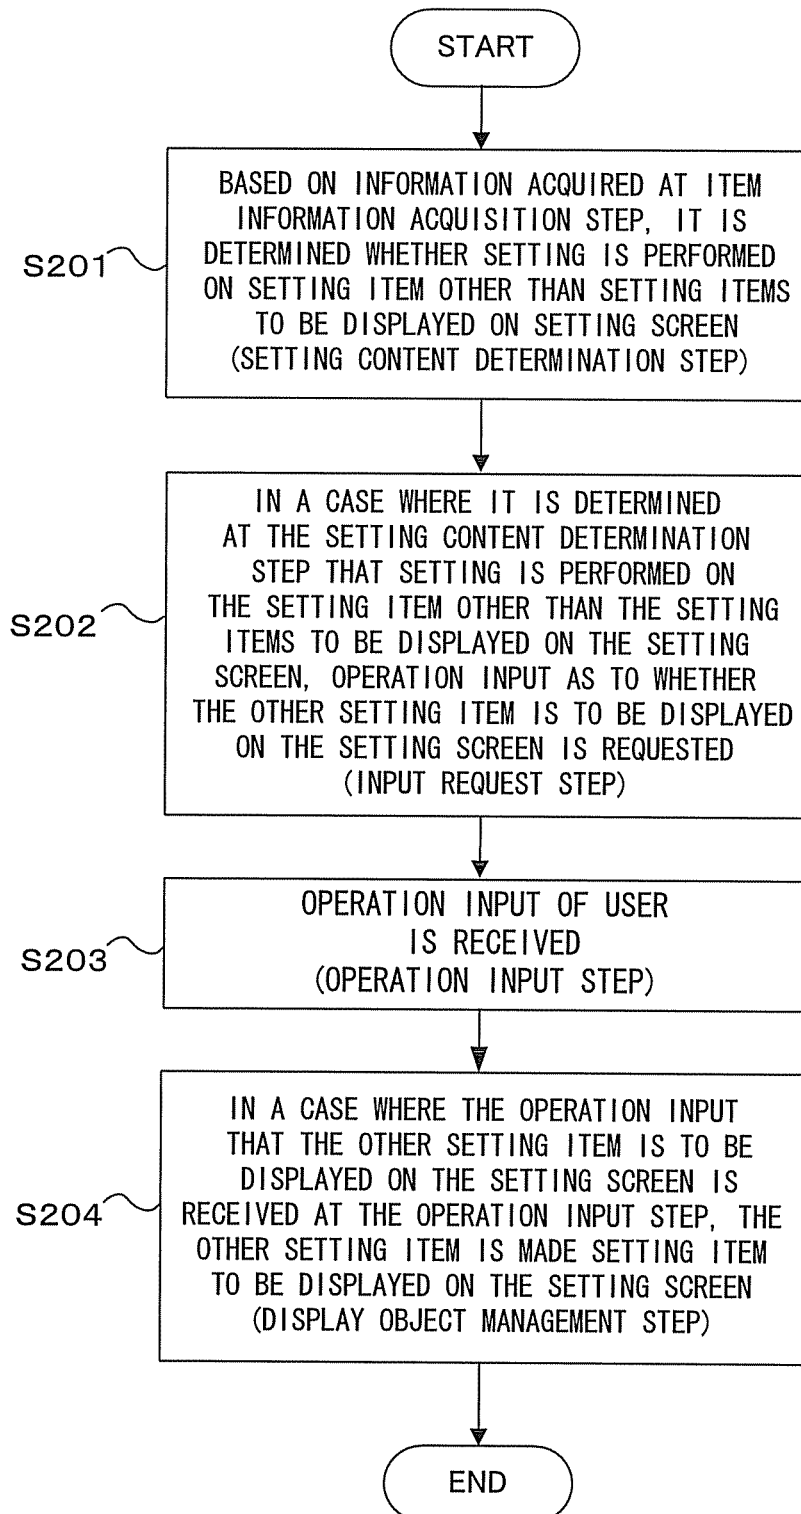 START
BASED ON INFORMATION ACQUIRED AT ITEM
INFORMATION ACQUISITION STEP, IT IS
DETERMINED WHETHER SETTING IS PERFORMED
ON SETTING ITEM OTHER THAN SETTING ITEMS
TO BE DISPLAYED ON SETTING SCREEN
(SETTING CONTENT DETERMINATION STEP)
S201
IN A CASE WHERE IT IS DETERMINED
AT THE SETTING CONTENT DETERMINATION
STEP THAT SETTING IS PERFORMED ON
THE SETTING ITEM OTHER THAN THE SETTING
ITEMS TO BE DISPLAYED ON THE SETTING
SCREEN, OPERATION INPUT AS TO WHETHER
THE OTHER SETTING ITEM IS TO BE DISPLAYED
ON THE SETTING SCREEN IS REQUESTED
(INPUT REQUEST STEP)
S202
OPERATION INPUT OF USER
IS RECEIVED
(OPERATION INPUT STEP)
S203
IN A CASE WHERE THE OPERATION INPUT
THAT THE OTHER SETTING ITEM IS TO BE
DISPLAYED ON THE SETTING SCREEN IS
RECEIVED AT THE OPERATION INPUT STEP, THE
OTHER SETTING ITEM IS MADE SETTING ITEM
TO BE DISPLAYED ON THE SETTING SCREEN
(DISPLAY OBJECT MANAGEMENT STEP)
S204
END